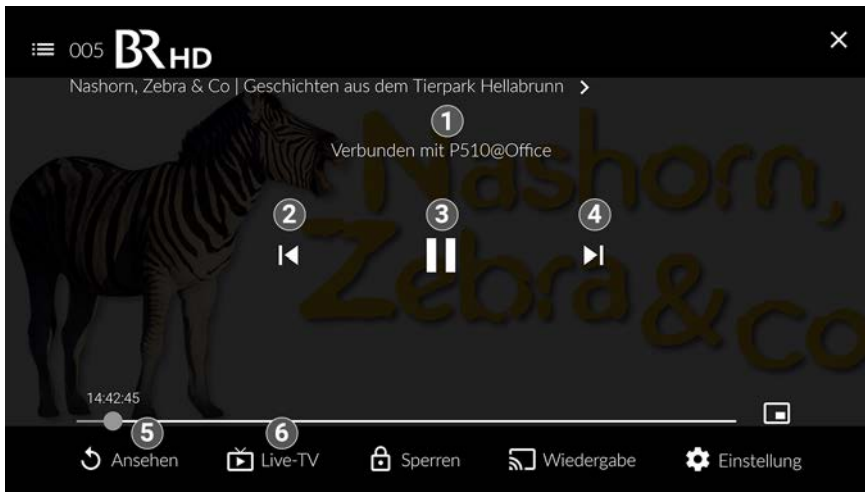 005 BR HD
Nashorn, Zebra & Co | Geschichten aus dem Tierpark Hellabrunn
1
Verbunden mit P510@Office
Nashorn,
2 3 4
Zebra
& Co
14:42:45
5 6
Ansehen Live-TV Sperren Wiedergabe Einstellung